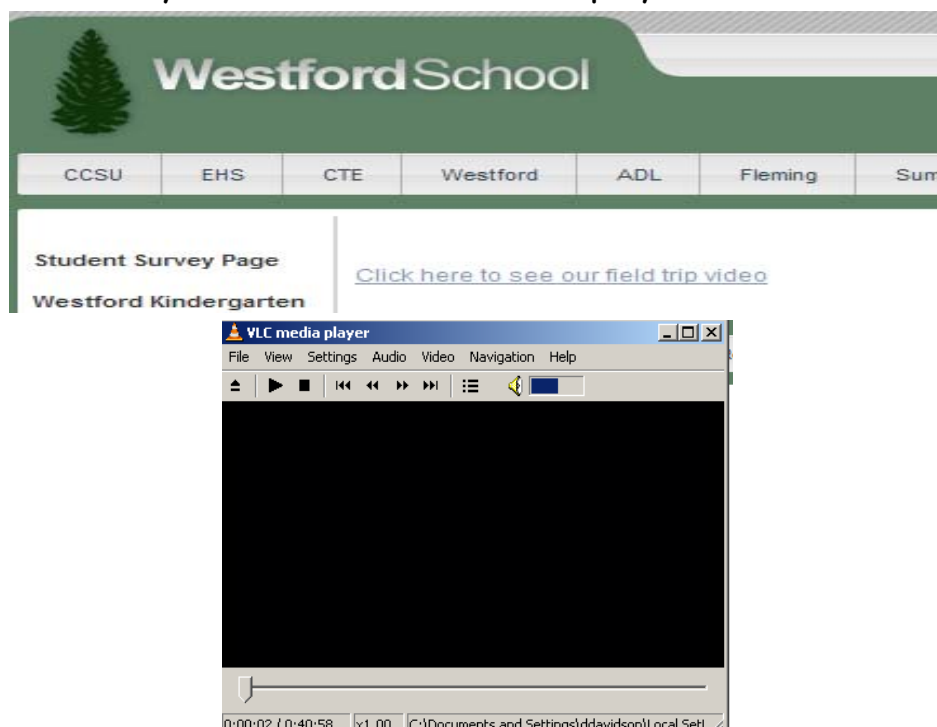 WestfordSchool
CCSU EHS CTE Westford ADL Fleming Sum
Student Survey Page
Click here to see our field trip video
Westford Kindergarten
VLC media player
File View Settings Audio Video Navigation Help
0:00:02 / 0:40:58 x1.00 C:\Documents and Settings\ddavidson\Local Setti